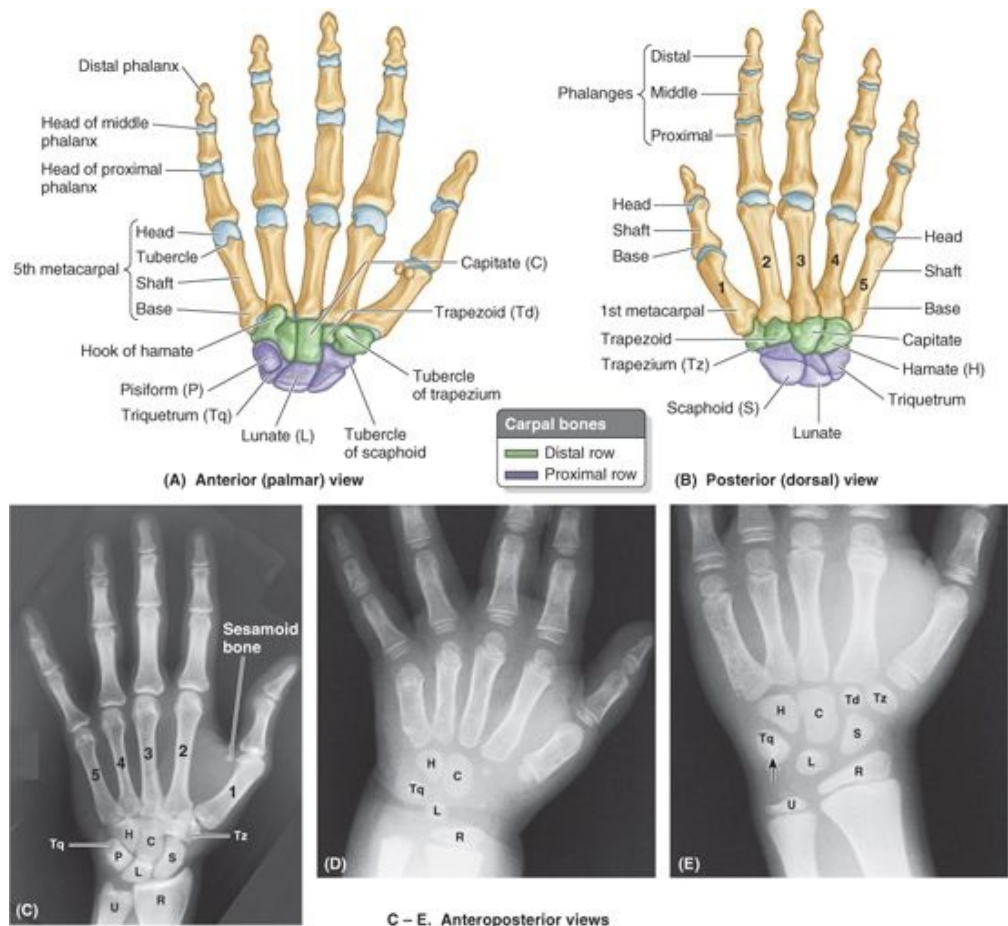 Distal phalanx
Head of middle
phalanx
Head of proximal
phalanx
5th metacarpal
Head
Tubercle
Shaft
Base
Hook of hamate
Pisiform (P)
Triquetrum (Tq)
Lunate (L)
Capitate (C)
Trapezoid (Td)
Tubercle
of trapezium
Tubercle
of scaphoid
(A) Anterior (palmar) view
Carpal bones
Distal row
Proximal row
Phalanges
Distal
Middle
Proximal
Head
Shaft
Base
1
2
3
4
5
1st metacarpal
Trapezoid
Trapezium (Tz)
Scaphoid (S)
Lunate
Head
Shaft
Base
Capitate
Hamate (H)
Triquetrum
(B) Posterior (dorsal) view
Sesamoid
bone
5
4
3
2
1
Tq
H
C
Tz
P
S
L
U
R
(C)
H
C
Tq
L
R
(D)
H
C
Td
Tz
Tq
S
L
R
U
(E)
C – E. Anteroposterior views